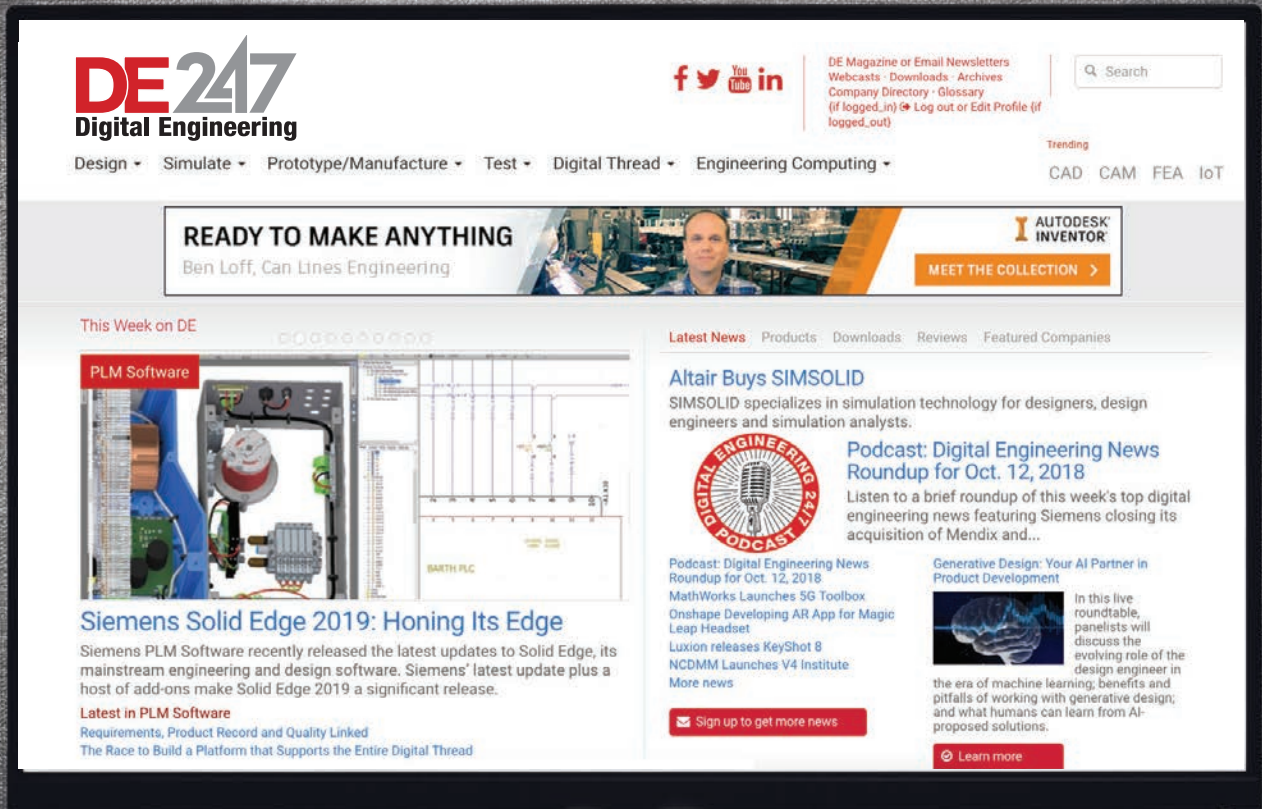 DE 247
Digital Engineering
You
Tube
DE Magazine or Email Newsletters
Webcasts · Downloads · Archives
Company Directory · Glossary
{if logged_in} Log out or Edit Profile {if
logged_out}
Search
Design
Simulate
Prototype/Manufacture
Test
Digital Thread
Engineering Computing
Trending
CAD CAM FEA IoT
READY TO MAKE ANYTHING
Ben Loff, Can Lines Engineering
AUTODESK®
INVENTOR®
MEET THE COLLECTION
This Week on DE
PLM Software
BARTH PLC
Siemens Solid Edge 2019: Honing Its Edge
Siemens PLM Software recently released the latest updates to Solid Edge, its
mainstream engineering and design software. Siemens' latest update plus a
host of add-ons make Solid Edge 2019 a significant release.
Latest in PLM Software
Requirements, Product Record and Quality Linked
The Race to Build a Platform that Supports the Entire Digital Thread
Latest News Products Downloads Reviews Featured Companies
Altair Buys SIMSOLID
SIMSOLID specializes in simulation technology for designers, design
engineers and simulation analysts.
DIGITAL ENGINEERING 24/7
PODCAST
Podcast: Digital Engineering News
Roundup for Oct. 12, 2018
Listen to a brief roundup of this week's top digital
engineering news featuring Siemens closing its
acquisition of Mendix and...
Podcast: Digital Engineering News
Roundup for Oct. 12, 2018
MathWorks Launches 5G Toolbox
Onshape Developing AR App for Magic
Leap Headset
Luxion releases KeyShot 8
NCDMM Launches V4 Institute
More news
Sign up to get more news
Generative Design: Your AI Partner in
Product Development
In this live
roundtable,
panelists will
discuss the
evolving role of the
design engineer in
the era of machine learning; benefits and
pitfalls of working with generative design;
and what humans can learn from AI-
proposed solutions.
Learn more